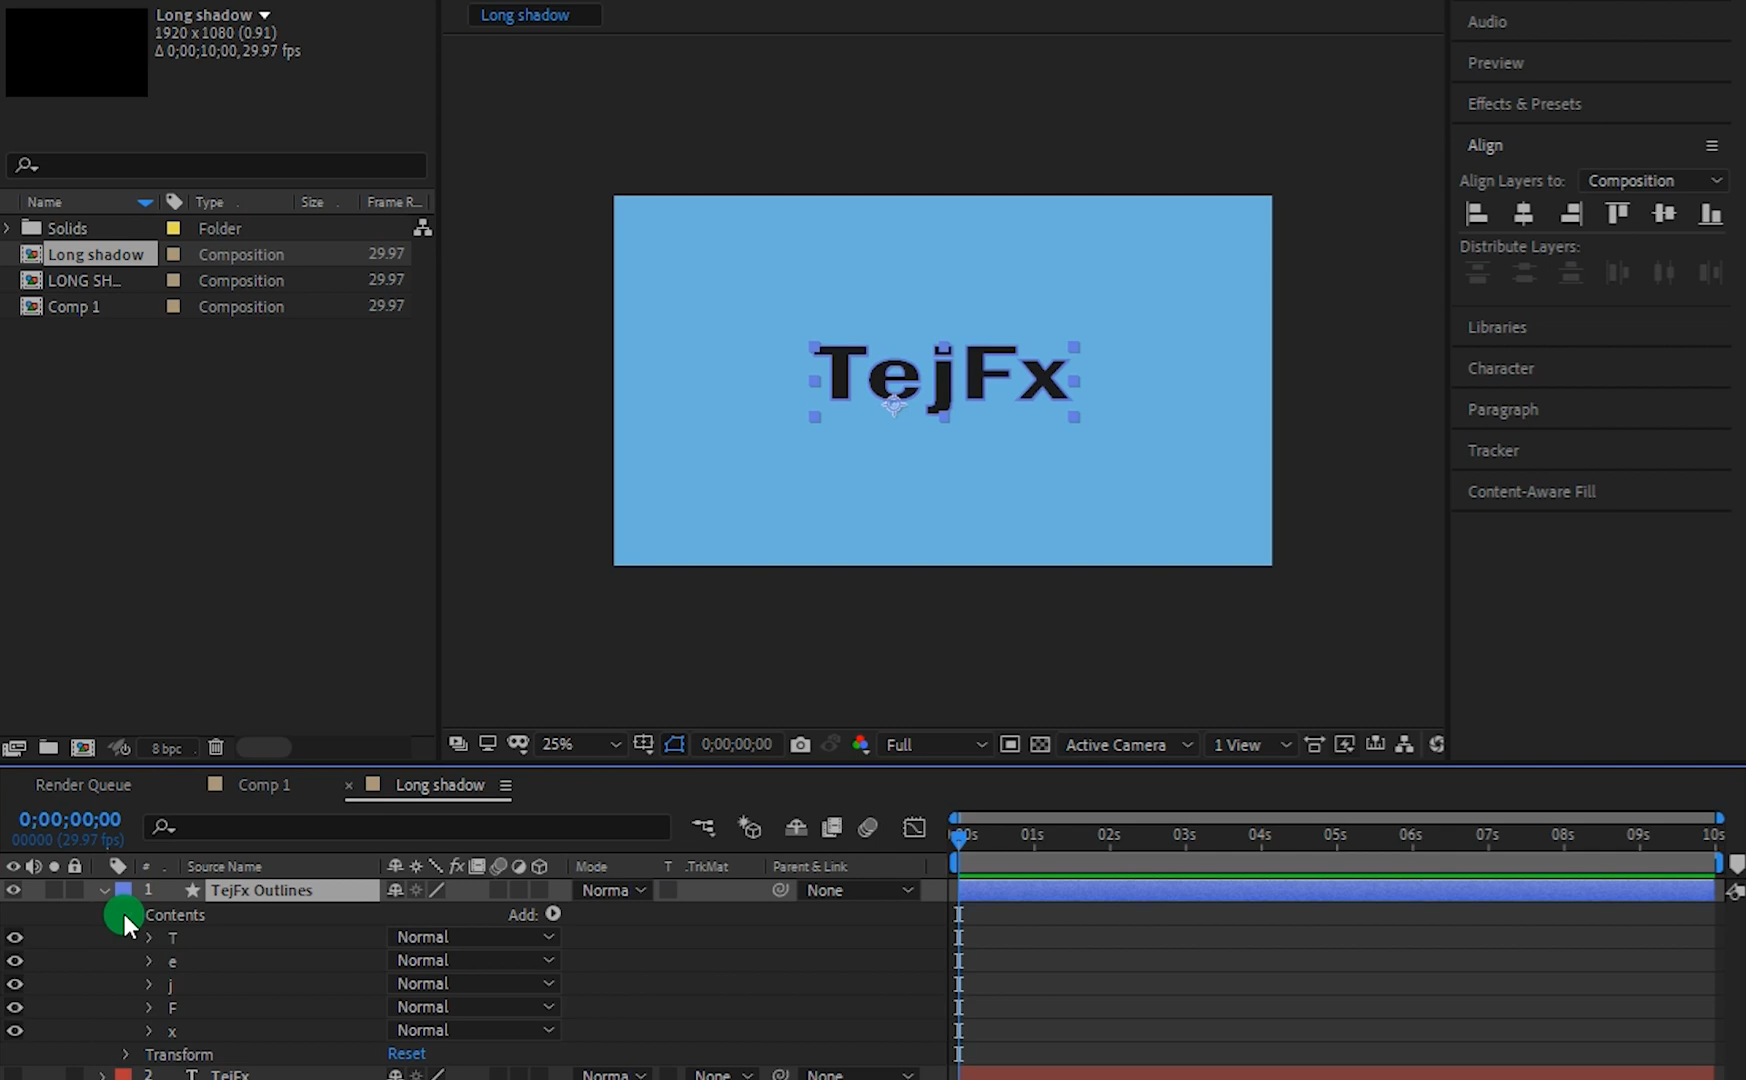 Long shadow
1920 x 1080 (0.91)
Δ 0;00;10;00, 29.97 fps
Name Type Size Frame R...
Solids Folder
Long shadow Composition 29.97
LONG SH... Composition 29.97
Comp 1 Composition 29.97
8 bpc
Long shadow
TejFx
25% 0;00;00;00 Full Active Camera 1 View
Audio
Preview
Effects & Presets
Align
Align Layers to: Composition
Distribute Layers:
Libraries
Character
Paragraph
Tracker
Content-Aware Fill
Render Queue Comp 1 × Long shadow
0;00;00;00
00000 (29.97 fps)
00s 01s 02s 03s 04s 05s 06s 07s 08s 09s 10s
# Source Name fx Mode T .TrkMat Parent & Link
1 TejFx Outlines Norma None
Contents Add:
T Normal
e Normal
j Normal
F Normal
x Normal
Transform Reset
2 T TejFx Norma None None